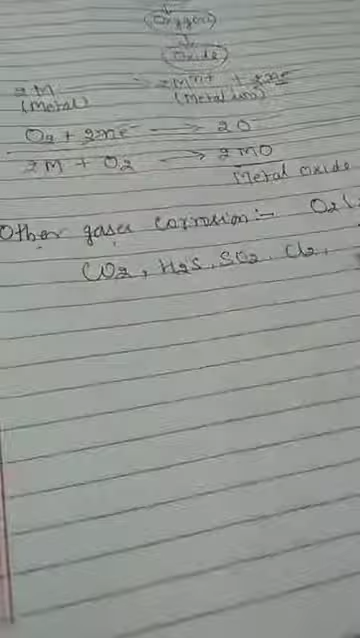 Oxygen
Oxide
2M → 2Mⁿ⁺ + 2ne⁻
(Metal) (Metal ions)
O₂ + 2ne⁻ → 2O
2M + O₂ → 2MO
Metal oxide
Other gases corrosion:- O₂
CO₂, H₂S, SO₂. Cl₂,